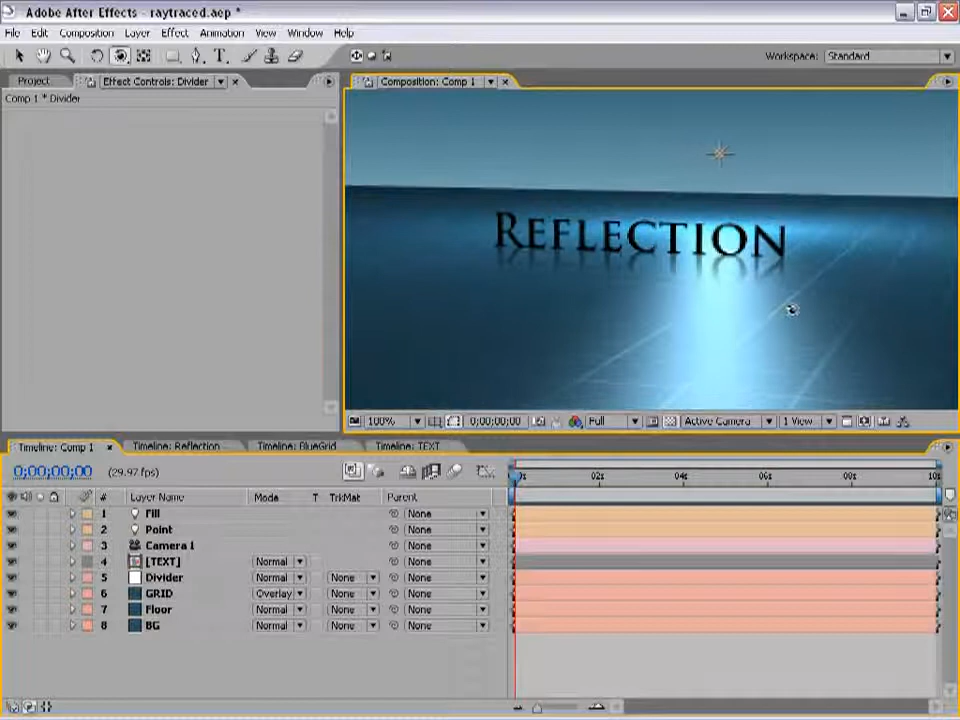 Adobe After Effects - raytraced.aep *
File Edit Composition Layer Effect Animation View Window Help
Workspace: Standard
Project Effect Controls: Divider Composition: Comp 1
Comp 1 * Divider
REFLECTION
100% 0;00;00;00 Full Active Camera 1 View
Timeline: Comp 1 Timeline: Reflection Timeline: BlueGrid Timeline: TEXT
0;00;00;00 (29.97 fps) 02s 04s 06s 08s 10s
# Layer Name Mode T TrkMat Parent
1 Fill None
2 Point None
3 Camera 1 None
4 [TEXT] Normal None
5 Divider Normal None None
6 GRID Overlay None None
7 Floor Normal None None
8 BG Normal None None